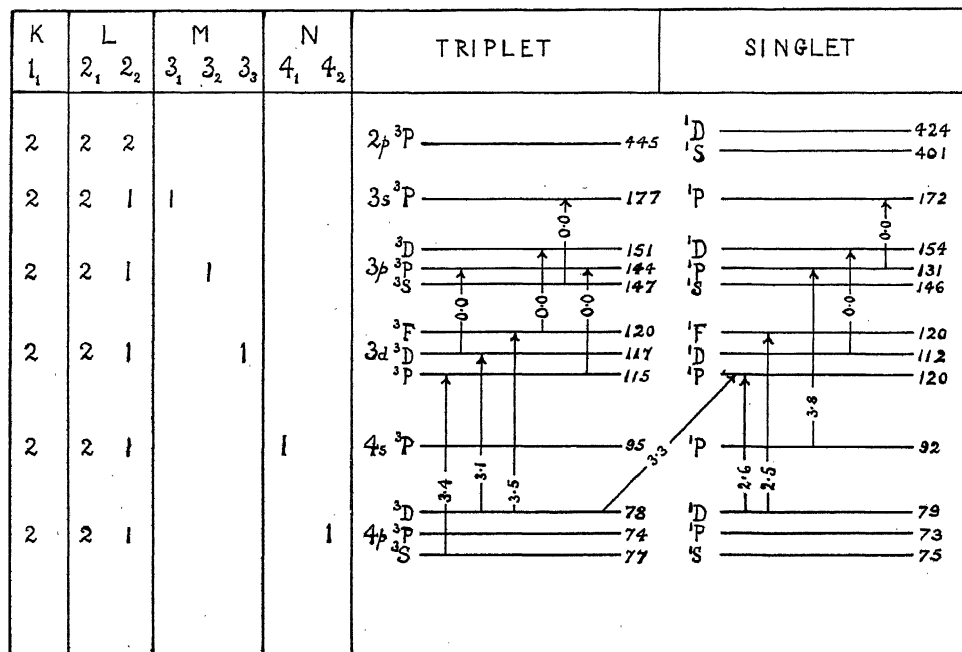 K L M N TRIPLET SINGLET
1₁ 2₁ 2₂ 3₁ 3₂ 3₃ 4₁ 4₂
2 2 2 2p ³P 445 ¹D 424
¹S 401
2 2 1 1 3s ³P 177 ¹P 172
0.0 0.0
³D 151 ¹D 154
2 2 1 1 3p ³P 144 ¹P 131
³S 147 ¹S 146
0.0 0.0 0.0 0.0
³F 120 ¹F 120
2 2 1 1 3d ³D 117 ¹D 112
³P 115 ¹P 120
3.8
2 2 1 1 4s ³P 95 ¹P 92
3.4 3.1 3.5 3.3 2.6 2.5
³D 78 ¹D 79
2 2 1 1 4p ³P 74 ¹P 73
³S 77 ¹S 75